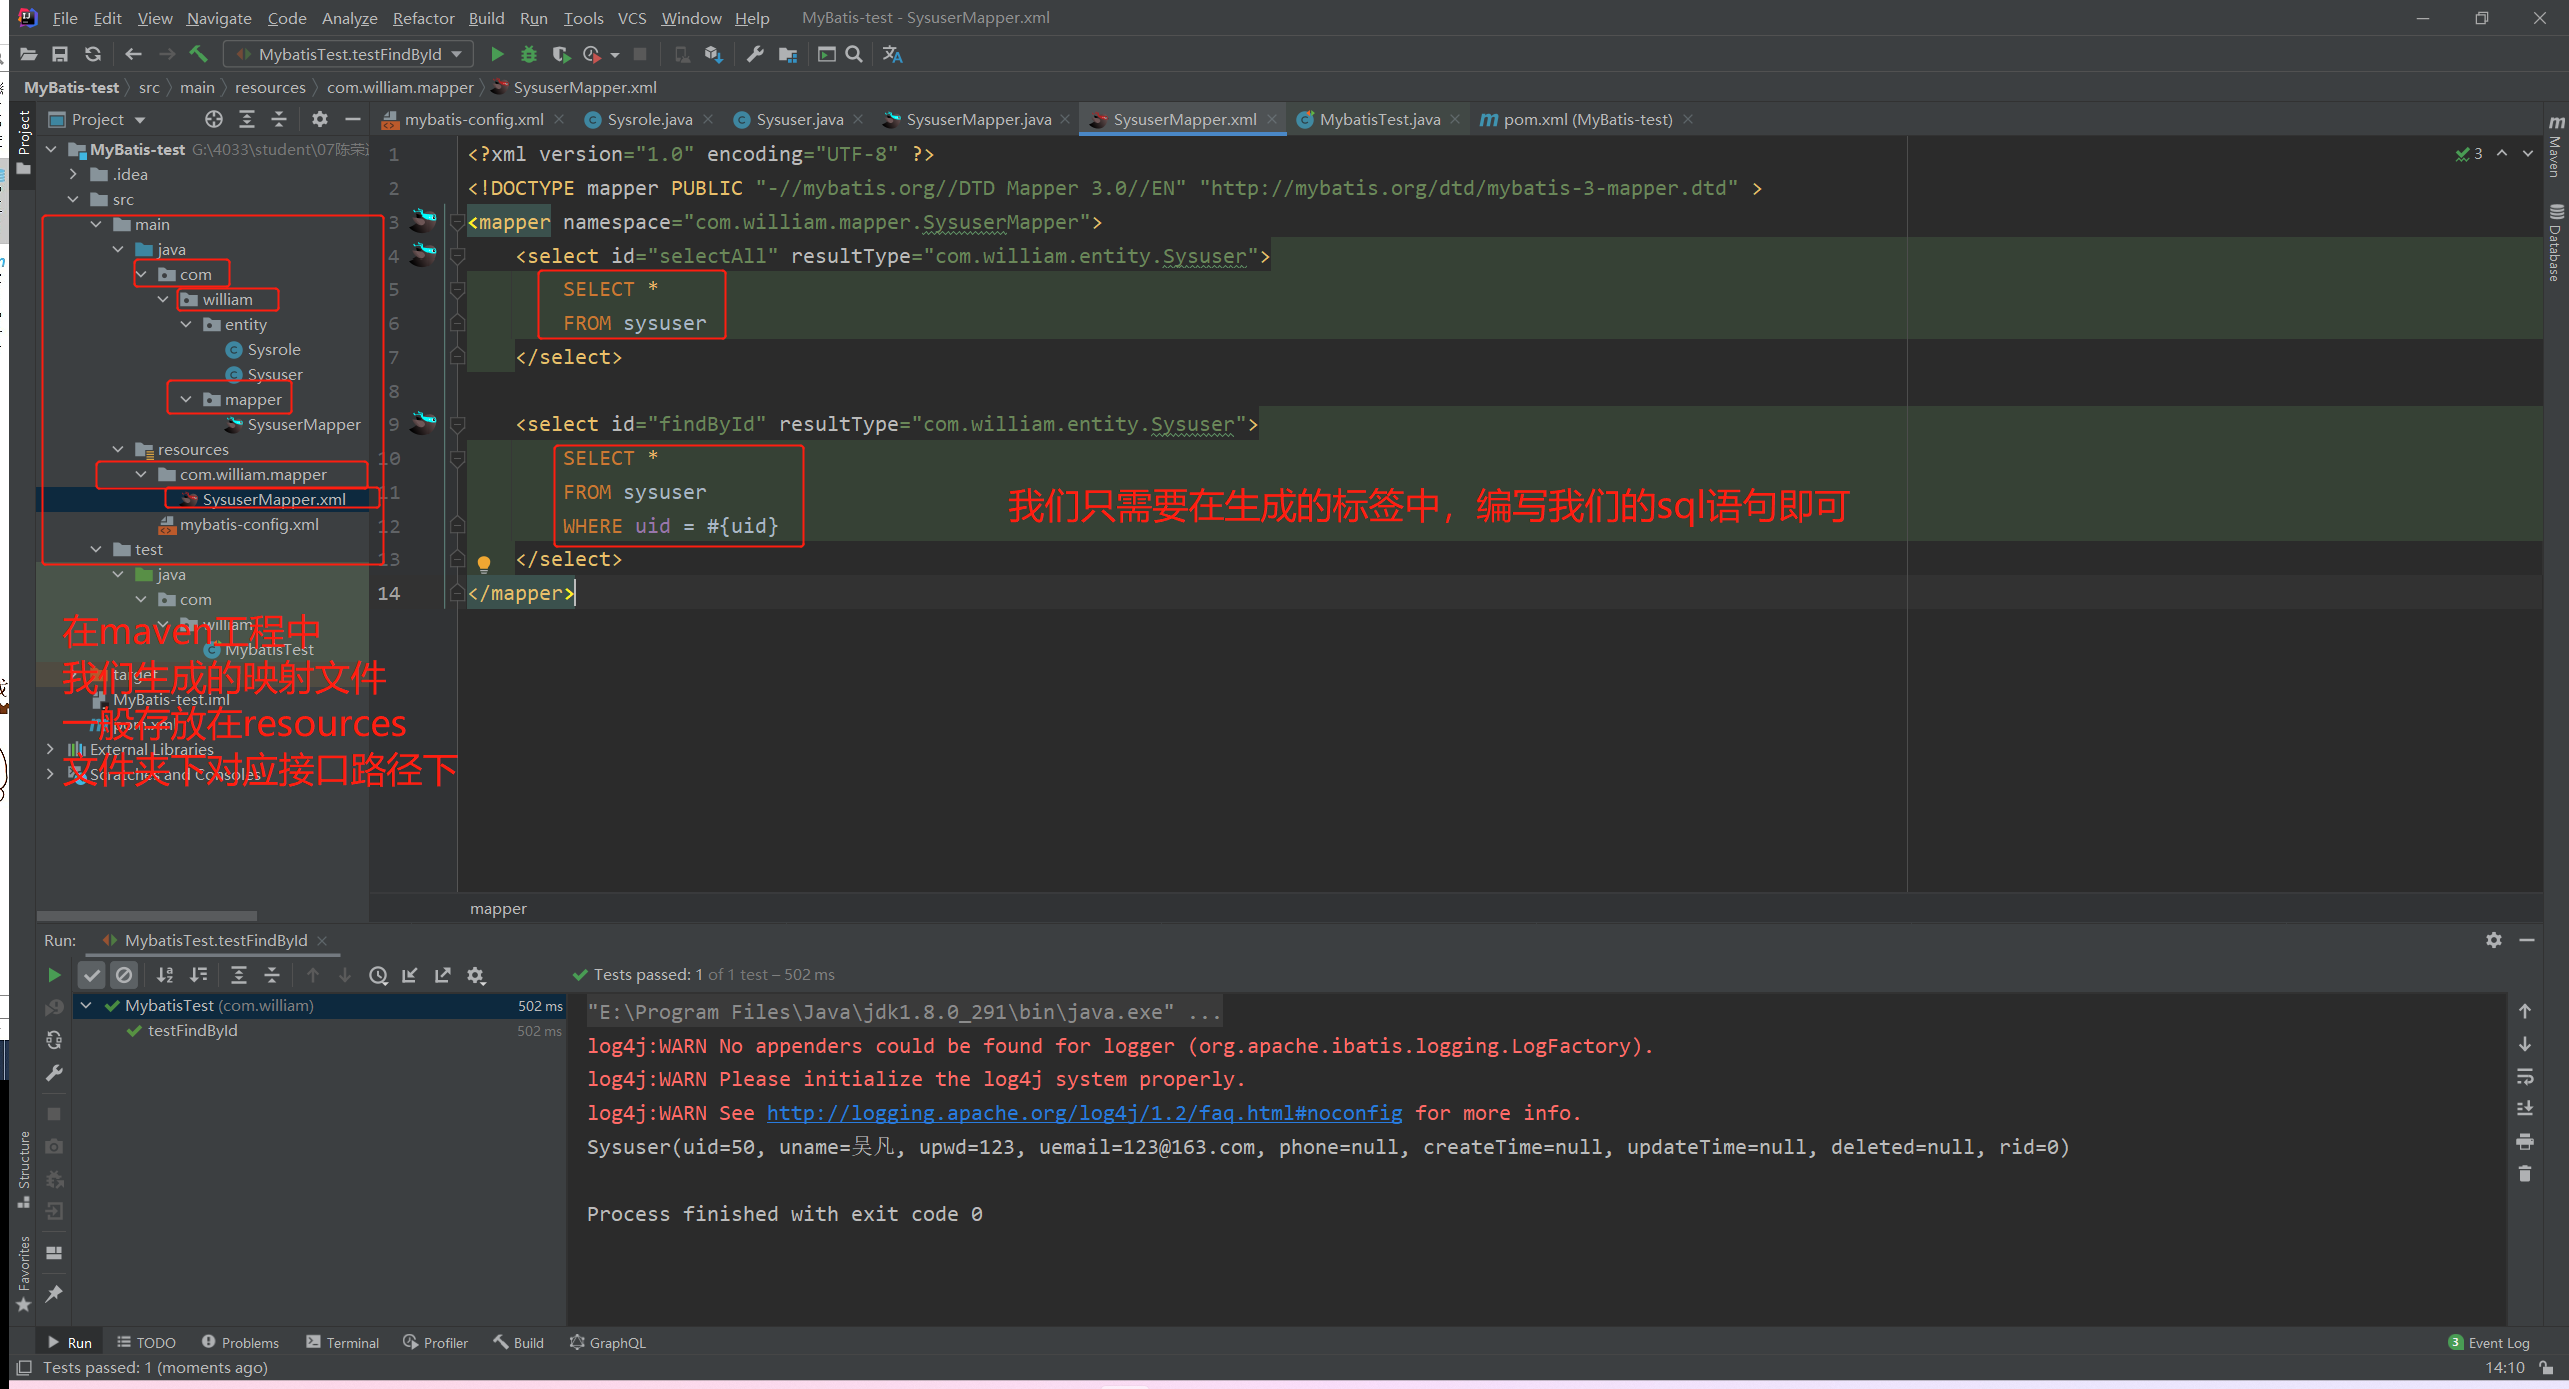 File Edit View Navigate Code Analyze Refactor Build Run Tools VCS Window Help MyBatis-test - SysuserMapper.xml
MybatisTest.testFindById
MyBatis-test src main resources com.william.mapper SysuserMapper.xml
Project
mybatis-config.xml Sysrole.java Sysuser.java SysuserMapper.java SysuserMapper.xml MybatisTest.java pom.xml (MyBatis-test)
Project
Maven
Database
MyBatis-test G:\4033\student\07陈荣
.idea
src
main
java
com
william
entity
Sysrole
Sysuser
mapper
SysuserMapper
resources
com.william.mapper
SysuserMapper.xml
mybatis-config.xml
test
java
com
william
MybatisTest
target
MyBatis-test.iml
pom.xml
External Libraries
Scratches and Consoles
在maven工程中
我们生成的映射文件
一般存放在resources
文件夹下对应接口路径下
3
1 <?xml version="1.0" encoding="UTF-8" ?>
2 <!DOCTYPE mapper PUBLIC "-//mybatis.org//DTD Mapper 3.0//EN" "http://mybatis.org/dtd/mybatis-3-mapper.dtd" >
3 <mapper namespace="com.william.mapper.SysuserMapper">
4 <select id="selectAll" resultType="com.william.entity.Sysuser">
5 SELECT *
6 FROM sysuser
7 </select>
8
9 <select id="findById" resultType="com.william.entity.Sysuser">
10 SELECT *
11 FROM sysuser
12 WHERE uid = #{uid}
13 </select>
14 </mapper>
我们只需要在生成的标签中，编写我们的sql语句即可
mapper
Run: MybatisTest.testFindById
Tests passed: 1 of 1 test – 502 ms
MybatisTest (com.william) 502 ms
testFindById 502 ms
"E:\Program Files\Java\jdk1.8.0_291\bin\java.exe" ...
log4j:WARN No appenders could be found for logger (org.apache.ibatis.logging.LogFactory).
log4j:WARN Please initialize the log4j system properly.
log4j:WARN See http://logging.apache.org/log4j/1.2/faq.html#noconfig for more info.
Sysuser(uid=50, uname=吴凡, upwd=123, uemail=123@163.com, phone=null, createTime=null, updateTime=null, deleted=null, rid=0)
Process finished with exit code 0
Structure
Favorites
Run TODO Problems Terminal Profiler Build GraphQL 3 Event Log
Tests passed: 1 (moments ago) 14:10